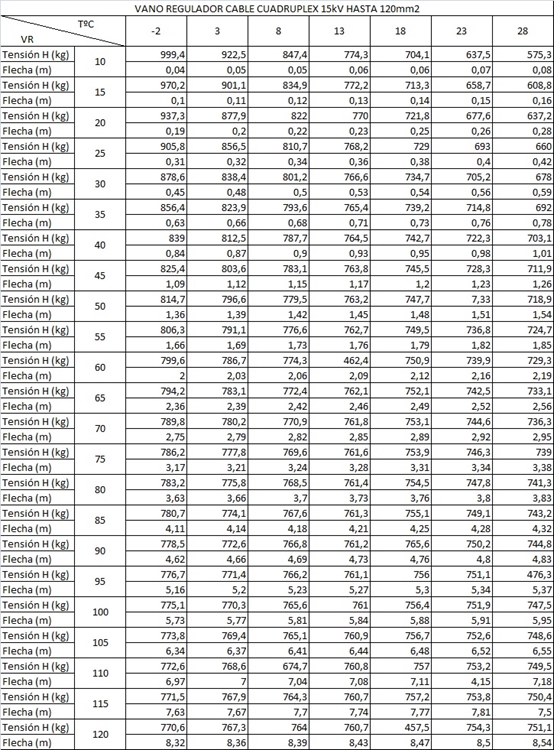 VANO REGULADOR CABLE CUADRUPLEX 15kV HASTA 120mm2
TºC
VR
-2 3 8 13 18 23 28
Tensión H (kg) 10 999,4 922,5 847,4 774,3 704,1 637,5 575,3
Flecha (m) 0,04 0,05 0,05 0,06 0,06 0,07 0,08
Tensión H (kg) 15 970,2 901,1 834,9 772,2 713,3 658,7 608,8
Flecha (m) 0,1 0,11 0,12 0,13 0,14 0,15 0,16
Tensión H (kg) 20 937,3 877,9 822 770 721,8 677,6 637,2
Flecha (m) 0,19 0,2 0,22 0,23 0,25 0,26 0,28
Tensión H (kg) 25 905,8 856,5 810,7 768,2 729 693 660
Flecha (m) 0,31 0,32 0,34 0,36 0,38 0,4 0,42
Tensión H (kg) 30 878,6 838,4 801,2 766,6 734,7 705,2 678
Flecha (m) 0,45 0,48 0,5 0,53 0,54 0,56 0,59
Tensión H (kg) 35 856,4 823,9 793,6 765,4 739,2 714,8 692
Flecha (m) 0,63 0,66 0,68 0,71 0,73 0,76 0,78
Tensión H (kg) 40 839 812,5 787,7 764,5 742,7 722,3 703,1
Flecha (m) 0,84 0,87 0,9 0,93 0,95 0,98 1,01
Tensión H (kg) 45 825,4 803,6 783,1 763,8 745,5 728,3 711,9
Flecha (m) 1,09 1,12 1,15 1,17 1,2 1,23 1,26
Tensión H (kg) 50 814,7 796,6 779,5 763,2 747,7 7,33 718,9
Flecha (m) 1,36 1,39 1,42 1,45 1,48 1,51 1,54
Tensión H (kg) 55 806,3 791,1 776,6 762,7 749,5 736,8 724,7
Flecha (m) 1,66 1,69 1,73 1,76 1,79 1,82 1,85
Tensión H (kg) 60 799,6 786,7 774,3 462,4 750,9 739,9 729,3
Flecha (m) 2 2,03 2,06 2,09 2,12 2,16 2,19
Tensión H (kg) 65 794,2 783,1 772,4 762,1 752,1 742,5 733,1
Flecha (m) 2,36 2,39 2,42 2,46 2,49 2,52 2,56
Tensión H (kg) 70 789,8 780,2 770,9 761,8 753,1 744,6 736,3
Flecha (m) 2,75 2,79 2,82 2,85 2,89 2,92 2,95
Tensión H (kg) 75 786,2 777,8 769,6 761,6 753,9 746,3 739
Flecha (m) 3,17 3,21 3,24 3,28 3,31 3,34 3,38
Tensión H (kg) 80 783,2 775,8 768,5 761,4 754,5 747,8 741,3
Flecha (m) 3,63 3,66 3,7 3,73 3,76 3,8 3,83
Tensión H (kg) 85 780,7 774,1 767,6 761,3 755,1 749,1 743,2
Flecha (m) 4,11 4,14 4,18 4,21 4,25 4,28 4,32
Tensión H (kg) 90 778,5 772,6 766,8 761,2 765,6 750,2 744,8
Flecha (m) 4,62 4,66 4,69 4,73 4,76 4,8 4,83
Tensión H (kg) 95 776,7 771,4 766,2 761,1 756 751,1 476,3
Flecha (m) 5,16 5,2 5,23 5,27 5,3 5,34 5,37
Tensión H (kg) 100 775,1 770,3 765,6 761 756,4 751,9 747,5
Flecha (m) 5,73 5,77 5,81 5,84 5,88 5,91 5,95
Tensión H (kg) 105 773,8 769,4 765,1 760,9 756,7 752,6 748,6
Flecha (m) 6,34 6,37 6,41 6,44 6,48 6,52 6,55
Tensión H (kg) 110 772,6 768,6 674,7 760,8 757 753,2 749,5
Flecha (m) 6,97 7 7,04 7,08 7,11 4,15 7,18
Tensión H (kg) 115 771,5 767,9 764,3 760,7 757,2 753,8 750,4
Flecha (m) 7,63 7,67 7,7 7,74 7,77 7,81 7,5
Tensión H (kg) 120 770,6 767,3 764 760,7 457,5 754,3 751,1
Flecha (m) 8,32 8,36 8,39 8,43 8,47 8,5 8,54